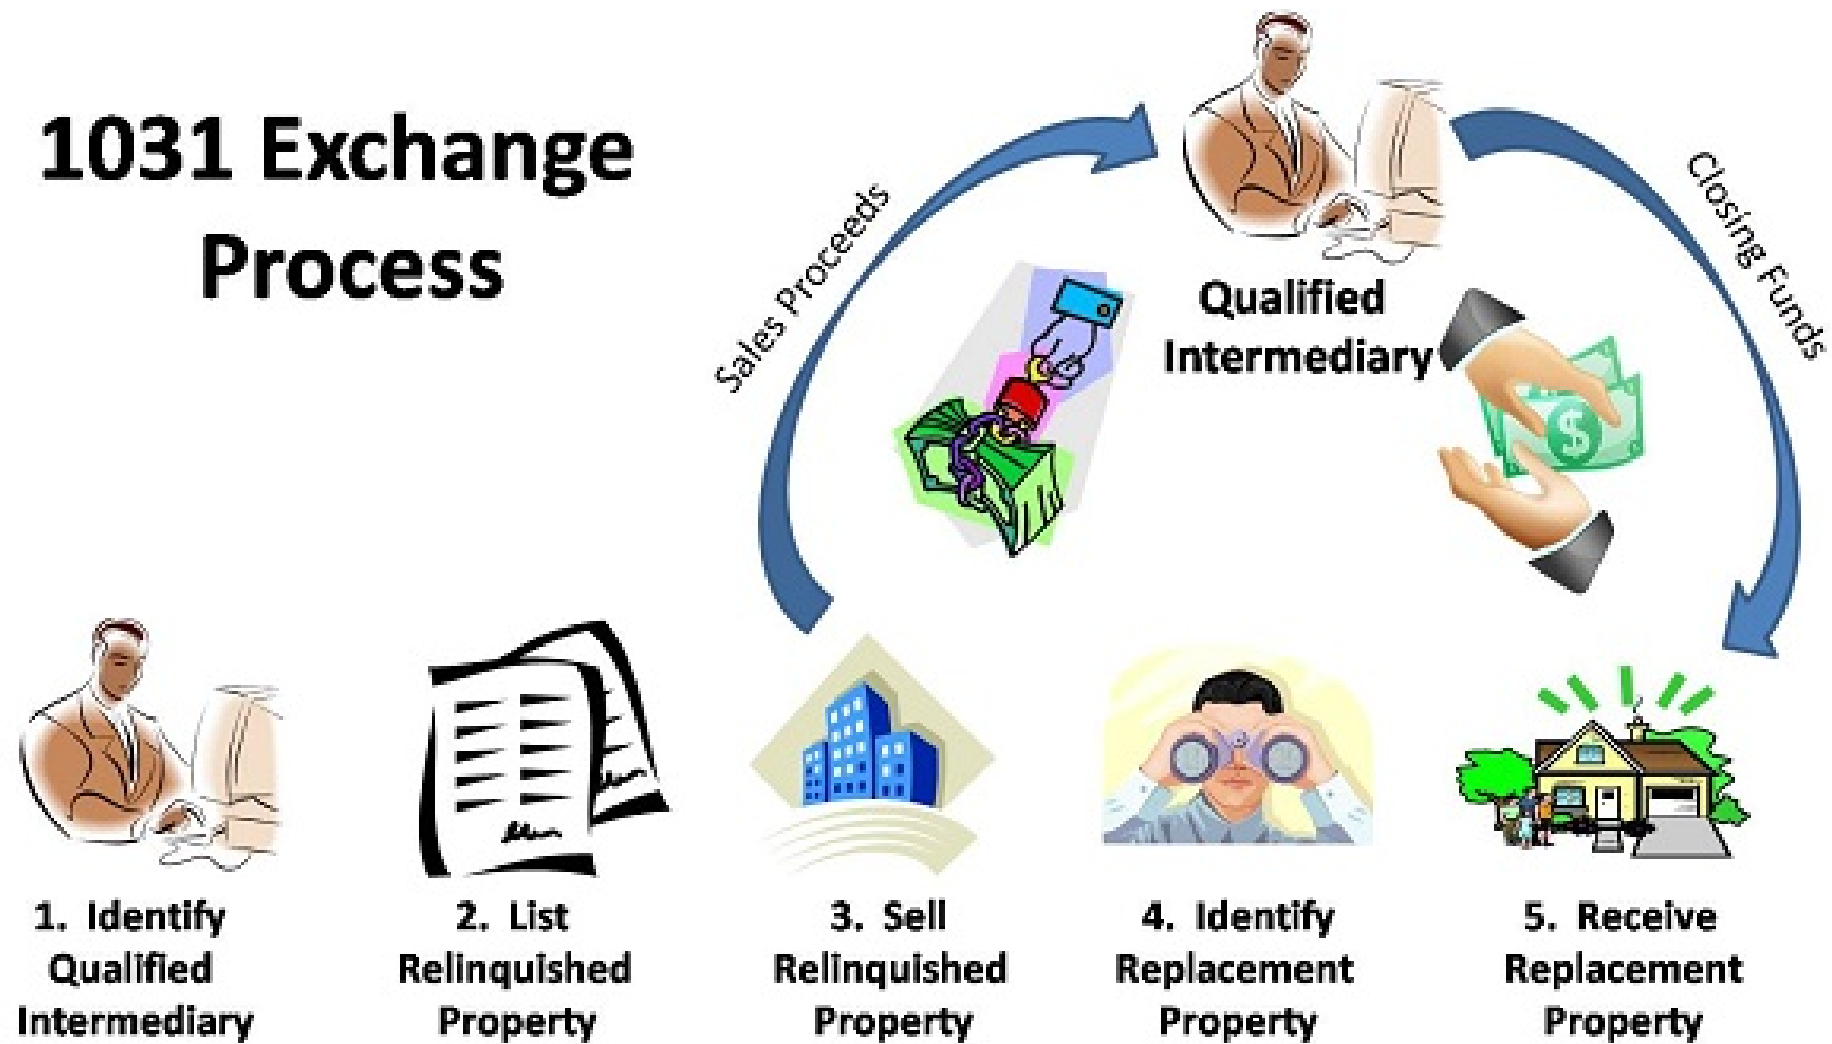 1031 Exchange
Process
Sales Proceeds
Closing Funds
Qualified
Intermediary
$
1. Identify
Qualified
Intermediary
2. List
Relinquished
Property
3. Sell
Relinquished
Property
4. Identify
Replacement
Property
5. Receive
Replacement
Property